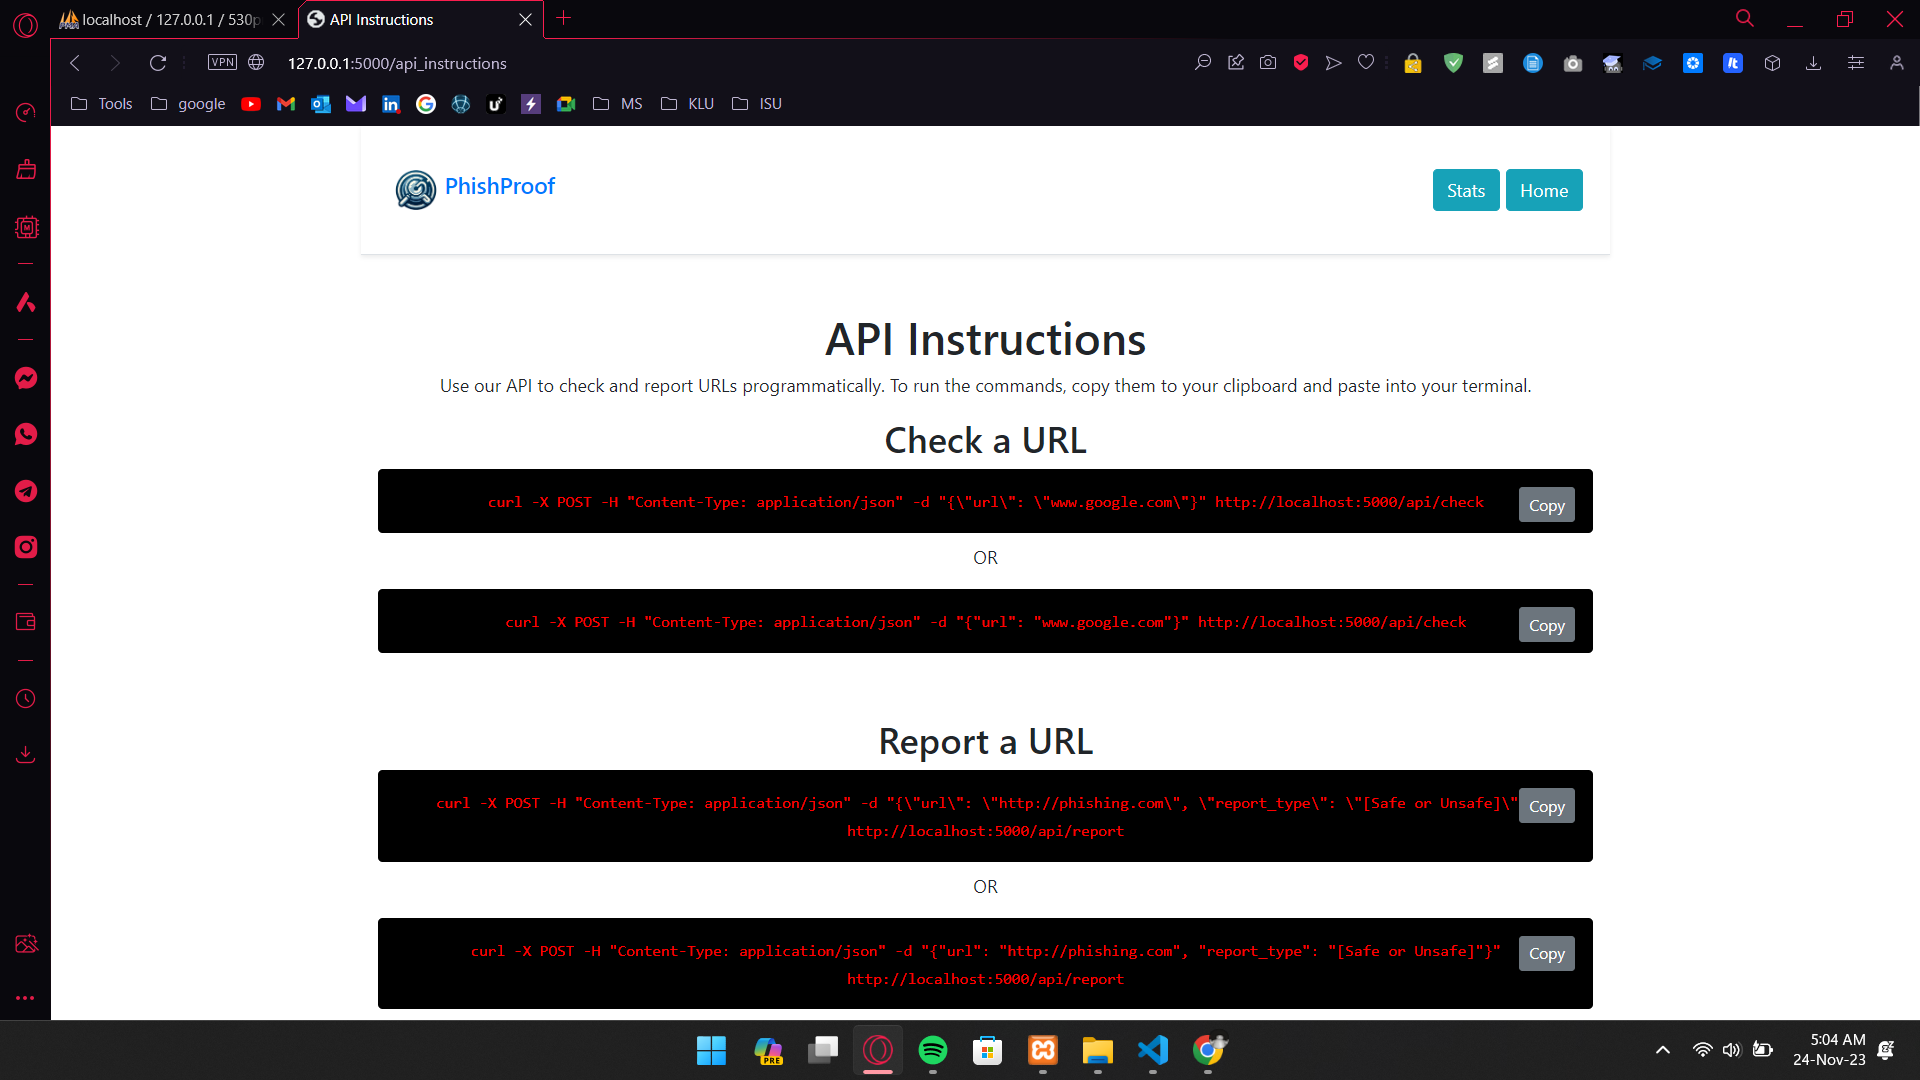 localhost / 127.0.0.1 / 530p
API Instructions
VPN
127.0.0.1:5000/api_instructions
Tools
google
MS
KLU
ISU
PhishProof
Stats
Home
API Instructions
Use our API to check and report URLs programmatically. To run the commands, copy them to your clipboard and paste into your terminal.
Check a URL
curl -X POST -H "Content-Type: application/json" -d "{\"url\": \"www.google.com\"}" http://localhost:5000/api/check
Copy
OR
curl -X POST -H "Content-Type: application/json" -d "{"url": "www.google.com"}" http://localhost:5000/api/check
Copy
Report a URL
curl -X POST -H "Content-Type: application/json" -d "{\"url\": \"http://phishing.com\", \"report_type\": \"[Safe or Unsafe]\"
http://localhost:5000/api/report
Copy
OR
curl -X POST -H "Content-Type: application/json" -d "{"url": "http://phishing.com", "report_type": "[Safe or Unsafe]"}"
http://localhost:5000/api/report
Copy
PRE
5:04 AM
24-Nov-23